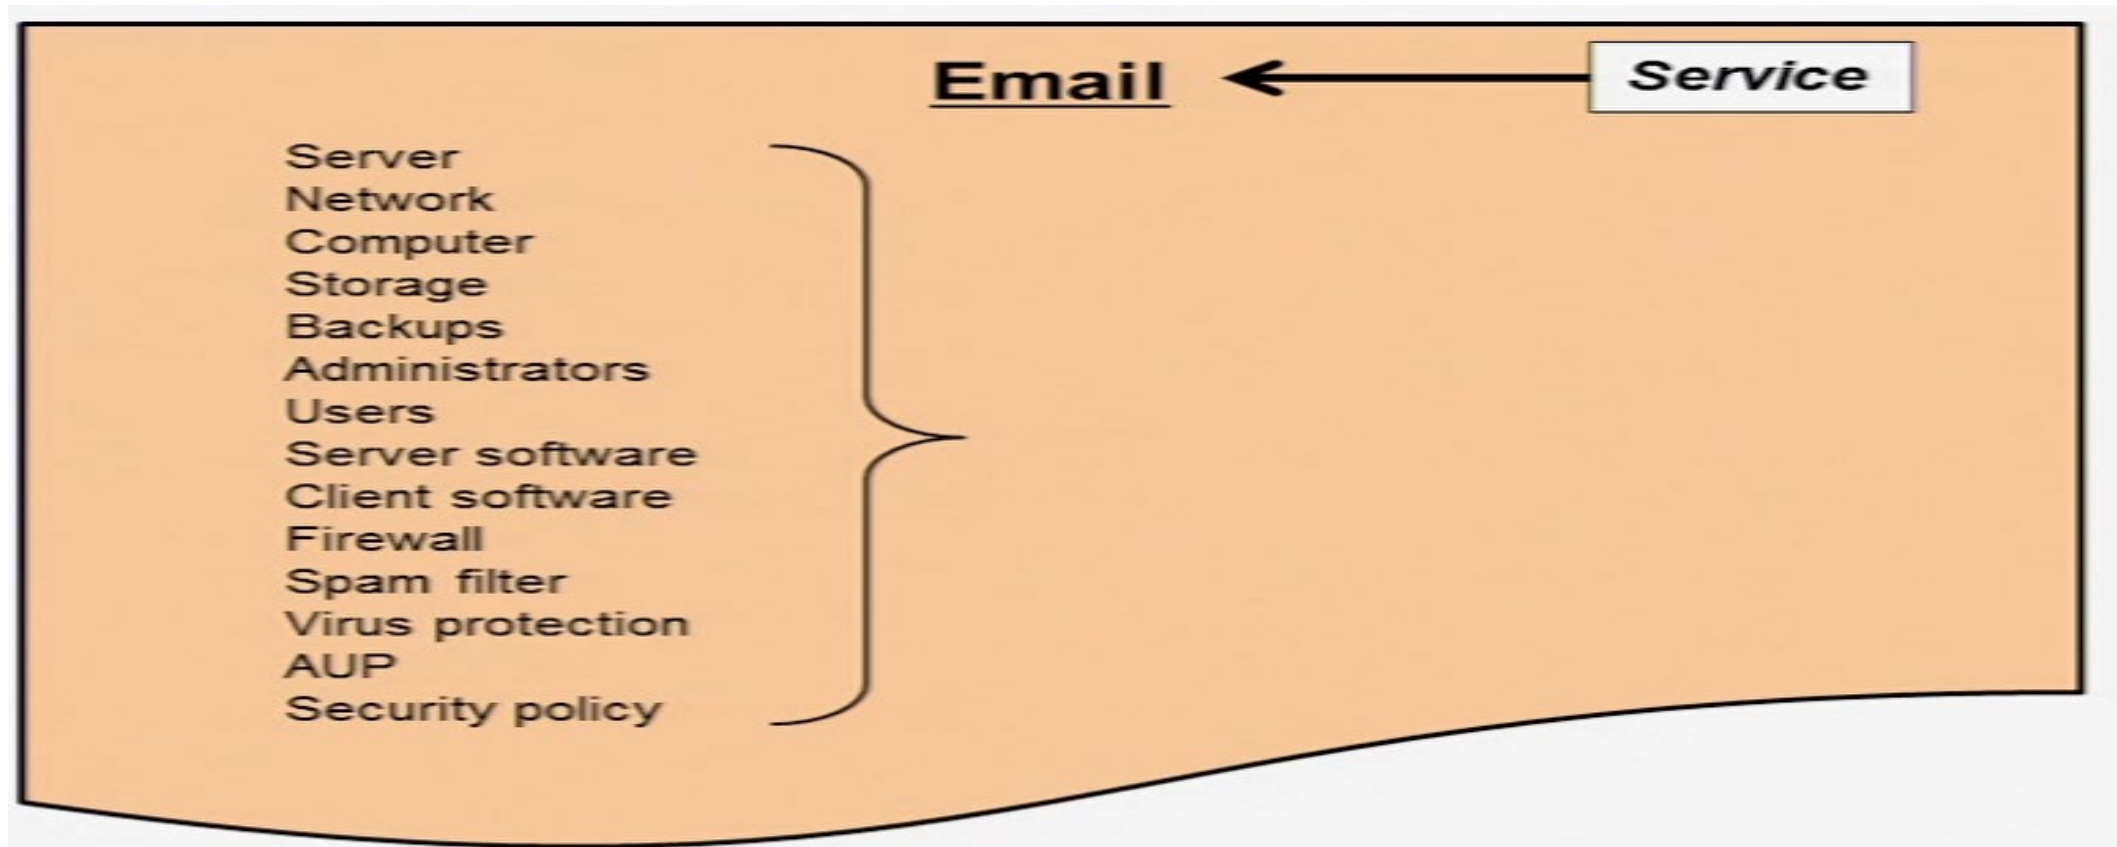 Email
Service
Server
Network
Computer
Storage
Backups
Administrators
Users
Server software
Client software
Firewall
Spam filter
Virus protection
AUP
Security policy